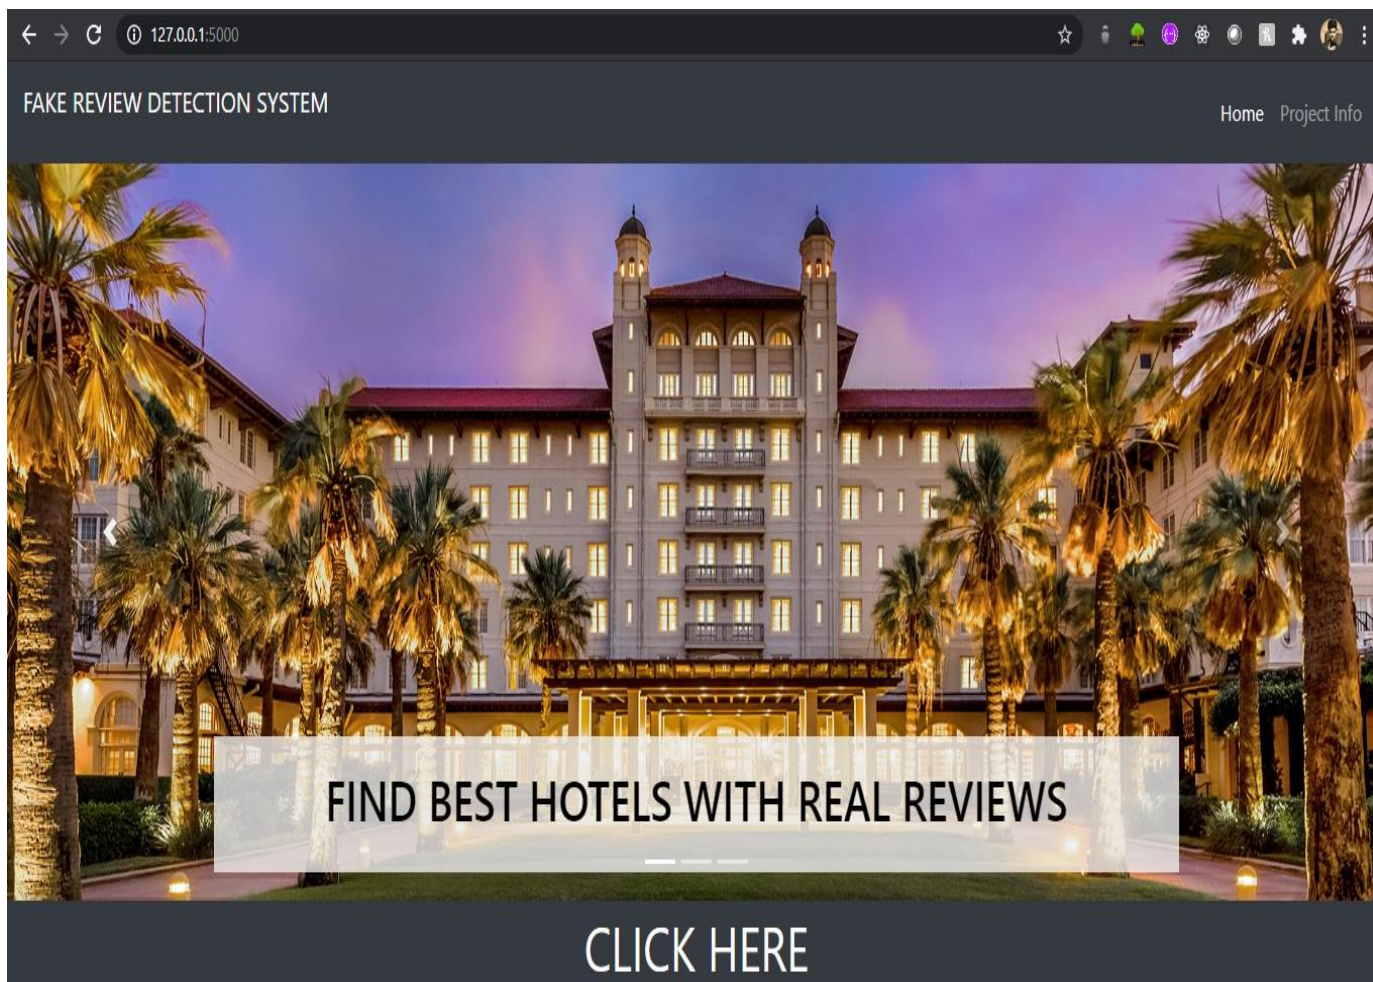 127.0.0.1:5000
FAKE REVIEW DETECTION SYSTEM
Home Project Info
FIND BEST HOTELS WITH REAL REVIEWS
CLICK HERE